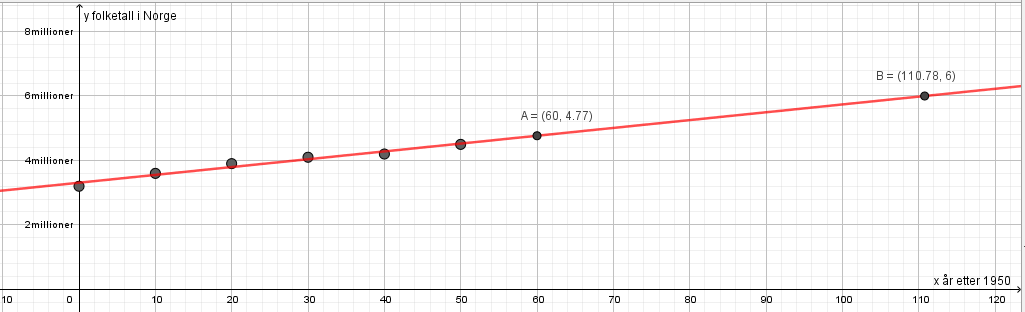 y folketall i Norge
8millioner
B = (110.78, 6)
6millioner
A = (60, 4.77)
4millioner
2millioner
x år etter 1950
10 0 10 20 30 40 50 60 70 80 90 100 110 120